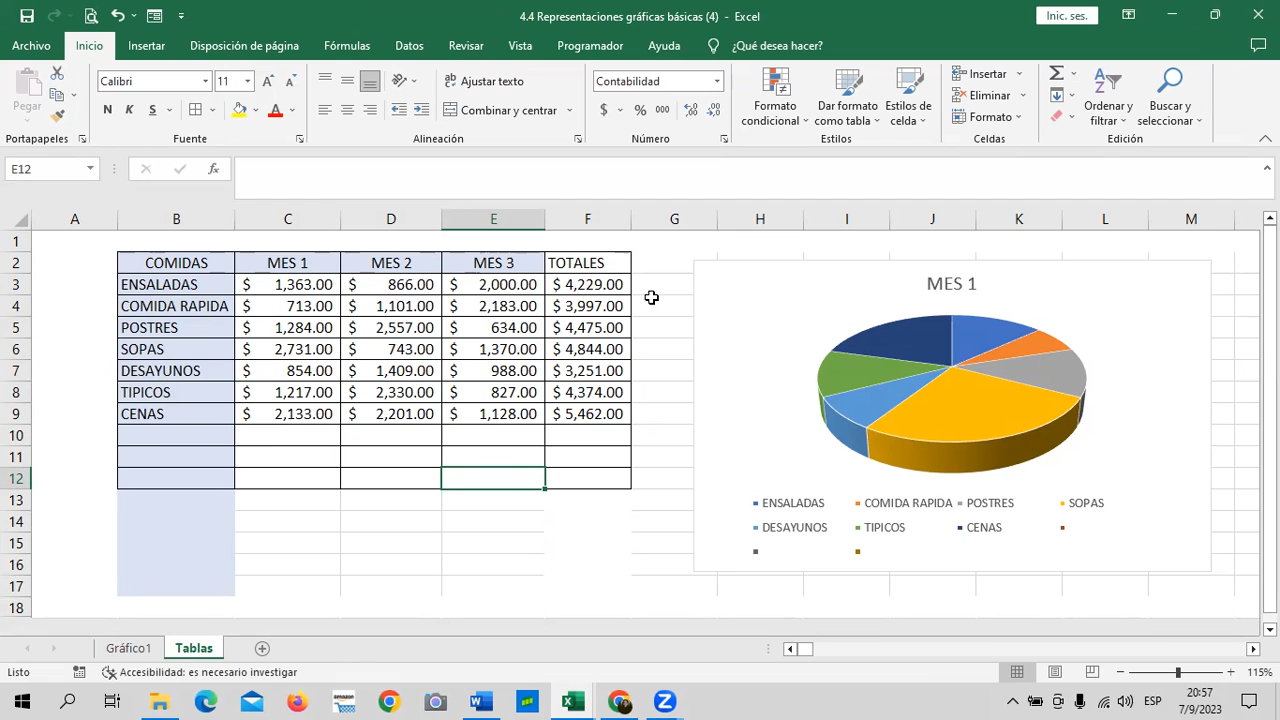 4.4 Representaciones gráficas básicas (4) - Excel
Inic. ses.
Archivo Inicio Insertar Disposición de página Fórmulas Datos Revisar Vista Programador Ayuda ¿Qué desea hacer?
Pegar
Portapapeles
Calibri 11
N K S
Fuente
Ajustar texto
Combinar y centrar
Alineación
Contabilidad
$ % 000
Número
Formato condicional
Dar formato como tabla
Estilos de celda
Estilos
Insertar
Eliminar
Formato
Celdas
Ordenar y filtrar
Buscar y seleccionar
Edición
E12
fx
A B C D E F G H I J K L M
1
2 COMIDAS MES 1 MES 2 MES 3 TOTALES
3 ENSALADAS $ 1,363.00 $ 866.00 $ 2,000.00 $ 4,229.00
4 COMIDA RAPIDA $ 713.00 $ 1,101.00 $ 2,183.00 $ 3,997.00
5 POSTRES $ 1,284.00 $ 2,557.00 $ 634.00 $ 4,475.00
6 SOPAS $ 2,731.00 $ 743.00 $ 1,370.00 $ 4,844.00
7 DESAYUNOS $ 854.00 $ 1,409.00 $ 988.00 $ 3,251.00
8 TIPICOS $ 1,217.00 $ 2,330.00 $ 827.00 $ 4,374.00
9 CENAS $ 2,133.00 $ 2,201.00 $ 1,128.00 $ 5,462.00
10
11
12
13
14
15
16
17
18
MES 1
ENSALADAS COMIDA RAPIDA POSTRES SOPAS
DESAYUNOS TIPICOS CENAS
Gráfico1 Tablas
Listo Accesibilidad: es necesario investigar 115%
ESP
20:57
7/9/2023